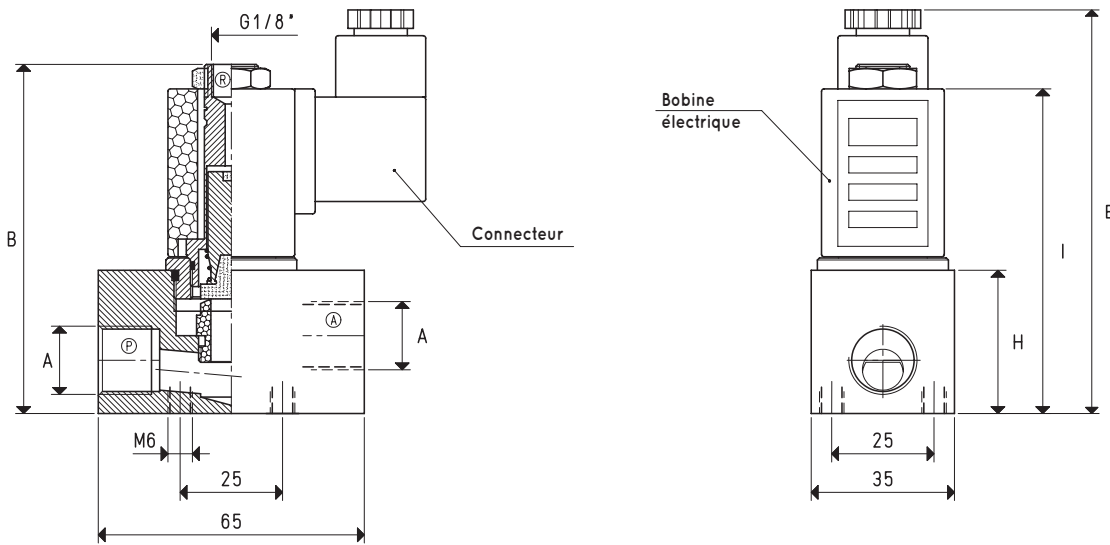 G1/8"
R
Bobine
électrique
Connecteur
B
E
I
P
A
A
A
H
M6
25
65
25
35